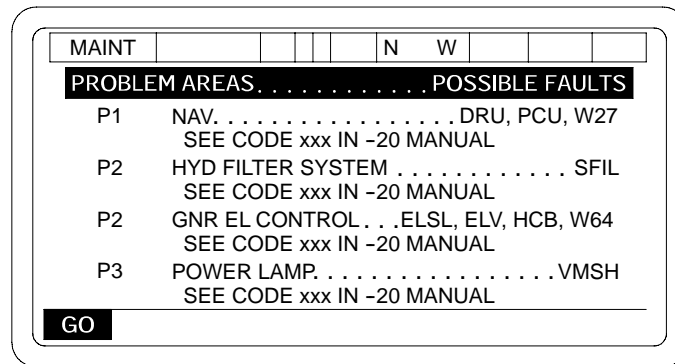 MAINT N W
PROBLEM AREAS. . . . . . . . . . . . .POSSIBLE FAULTS
P1 NAV. . . . . . . . . . . . . . . . . .DRU, PCU, W27
SEE CODE xxx IN -20 MANUAL
P2 HYD FILTER SYSTEM . . . . . . . . . . . . . SFIL
SEE CODE xxx IN -20 MANUAL
P2 GNR EL CONTROL . . .ELSL, ELV, HCB, W64
SEE CODE xxx IN -20 MANUAL
P3 POWER LAMP. . . . . . . . . . . . . . . . . .VMSH
SEE CODE xxx IN -20 MANUAL
GO